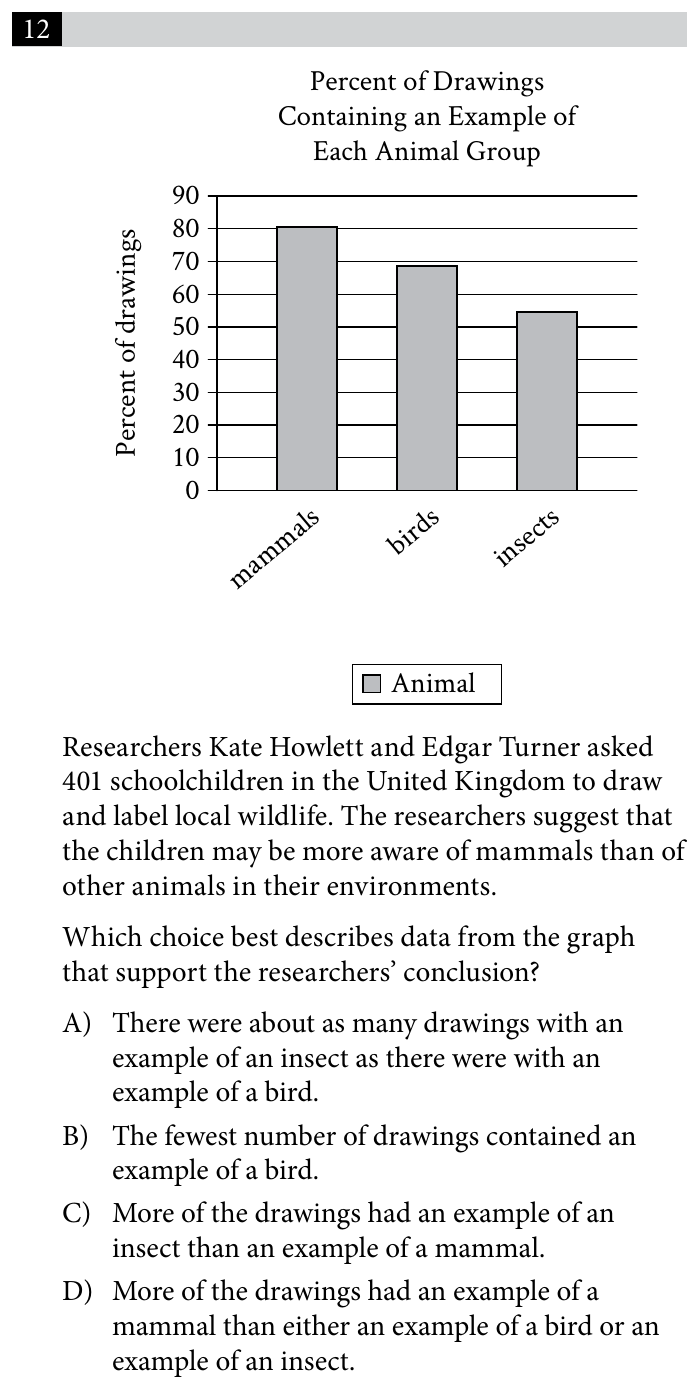 12
Percent of Drawings
Containing an Example of
Each Animal Group
Percent of drawings
90
80
70
60
50
40
30
20
10
0
mammals
birds
insects
Animal
Researchers Kate Howlett and Edgar Turner asked
401 schoolchildren in the United Kingdom to draw
and label local wildlife. The researchers suggest that
the children may be more aware of mammals than of
other animals in their environments.
Which choice best describes data from the graph
that support the researchers’ conclusion?
A) There were about as many drawings with an
example of an insect as there were with an
example of a bird.
B) The fewest number of drawings contained an
example of a bird.
C) More of the drawings had an example of an
insect than an example of a mammal.
D) More of the drawings had an example of a
mammal than either an example of a bird or an
example of an insect.